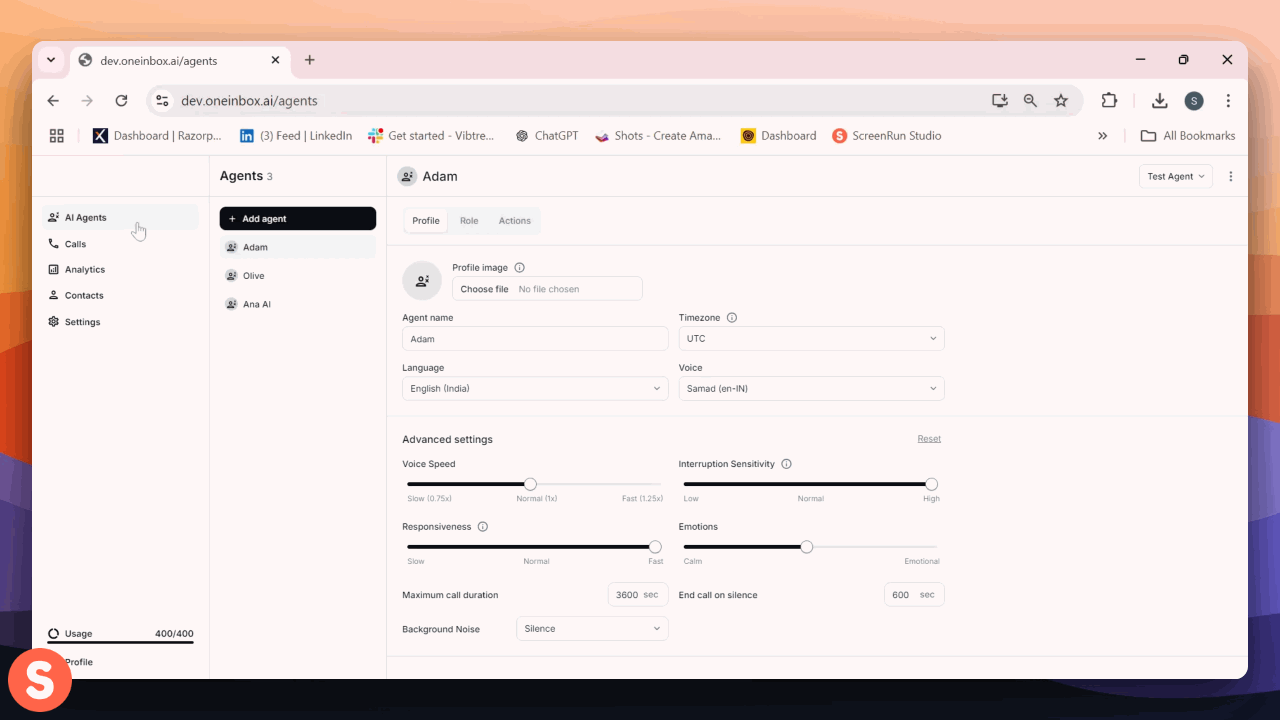 dev.oneinbox.ai/agents
dev.oneinbox.ai/agents
S
Dashboard | Razorp...
(3) Feed | LinkedIn
Get started - Vibtre...
ChatGPT
Shots - Create Ama...
Dashboard
S
ScreenRun Studio
All Bookmarks
Agents 3
Adam
Test Agent
AI Agents
Calls
Analytics
Contacts
Settings
+ Add agent
Adam
Olive
Ana AI
Profile
Role
Actions
Profile image
Choose file No file chosen
Agent name
Timezone
Adam
UTC
Language
Voice
English (India)
Samad (en-IN)
Advanced settings
Reset
Voice Speed
Interruption Sensitivity
Slow (0.75x)
Normal (1x)
Fast (1.25x)
Low
Normal
High
Responsiveness
Emotions
Slow
Normal
Fast
Calm
Emotional
Maximum call duration
3600 sec
End call on silence
600 sec
Background Noise
Silence
Usage
400/400
Profile
S